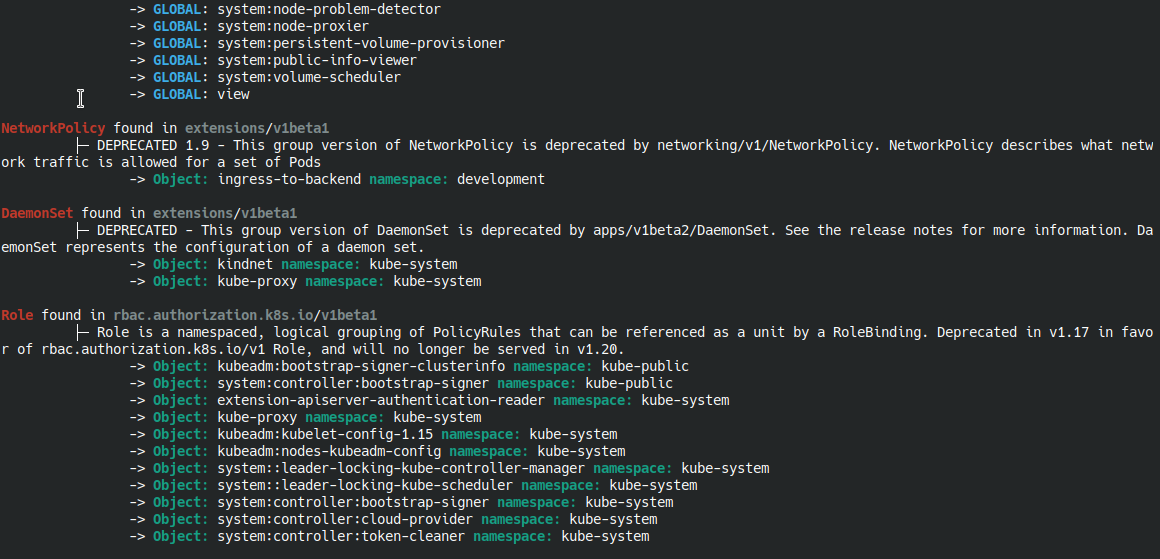 -> GLOBAL: system:node-problem-detector
-> GLOBAL: system:node-proxier
-> GLOBAL: system:persistent-volume-provisioner
-> GLOBAL: system:public-info-viewer
-> GLOBAL: system:volume-scheduler
-> GLOBAL: view
NetworkPolicy found in extensions/v1beta1
├─ DEPRECATED 1.9 - This group version of NetworkPolicy is deprecated by networking/v1/NetworkPolicy. NetworkPolicy describes what netw
ork traffic is allowed for a set of Pods
-> Object: ingress-to-backend namespace: development
DaemonSet found in extensions/v1beta1
├─ DEPRECATED - This group version of DaemonSet is deprecated by apps/v1beta2/DaemonSet. See the release notes for more information. Da
emonSet represents the configuration of a daemon set.
-> Object: kindnet namespace: kube-system
-> Object: kube-proxy namespace: kube-system
Role found in rbac.authorization.k8s.io/v1beta1
├─ Role is a namespaced, logical grouping of PolicyRules that can be referenced as a unit by a RoleBinding. Deprecated in v1.17 in favo
r of rbac.authorization.k8s.io/v1 Role, and will no longer be served in v1.20.
-> Object: kubeadm:bootstrap-signer-clusterinfo namespace: kube-public
-> Object: system:controller:bootstrap-signer namespace: kube-public
-> Object: extension-apiserver-authentication-reader namespace: kube-system
-> Object: kube-proxy namespace: kube-system
-> Object: kubeadm:kubelet-config-1.15 namespace: kube-system
-> Object: kubeadm:nodes-kubeadm-config namespace: kube-system
-> Object: system::leader-locking-kube-controller-manager namespace: kube-system
-> Object: system::leader-locking-kube-scheduler namespace: kube-system
-> Object: system:controller:bootstrap-signer namespace: kube-system
-> Object: system:controller:cloud-provider namespace: kube-system
-> Object: system:controller:token-cleaner namespace: kube-system